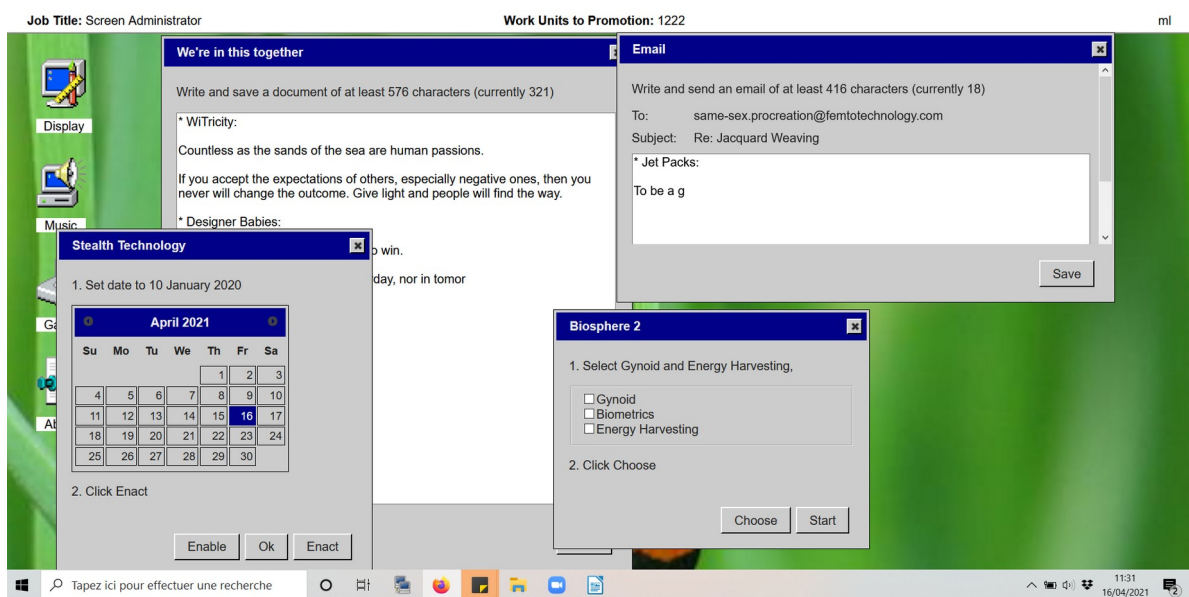 Job Title: Screen Administrator
Work Units to Promotion: 1222
ml
Display
Music
We're in this together
Write and save a document of at least 576 characters (currently 321)
* WiTricity:
Countless as the sands of the sea are human passions.
If you accept the expectations of others, especially negative ones, then you
never will change the outcome. Give light and people will find the way.
* Designer Babies:
win.
nor in tomor
Email
Write and send an email of at least 416 characters (currently 18)
To: same-sex.procreation@femtotechnology.com
Subject: Re: Jacquard Weaving
* Jet Packs:
To be a g
Save
Stealth Technology
1. Set date to 10 January 2020
April 2021
Su Mo Tu We Th Fr Sa
1 2 3
4 5 6 7 8 9 10
11 12 13 14 15 16 17
18 19 20 21 22 23 24
25 26 27 28 29 30
2. Click Enact
Enable Ok Enact
Biosphere 2
1. Select Gynoid and Energy Harvesting,
Gynoid
Biometrics
Energy Harvesting
2. Click Choose
Choose Start
Tapez ici pour effectuer une recherche
11:31
16/04/2021
2